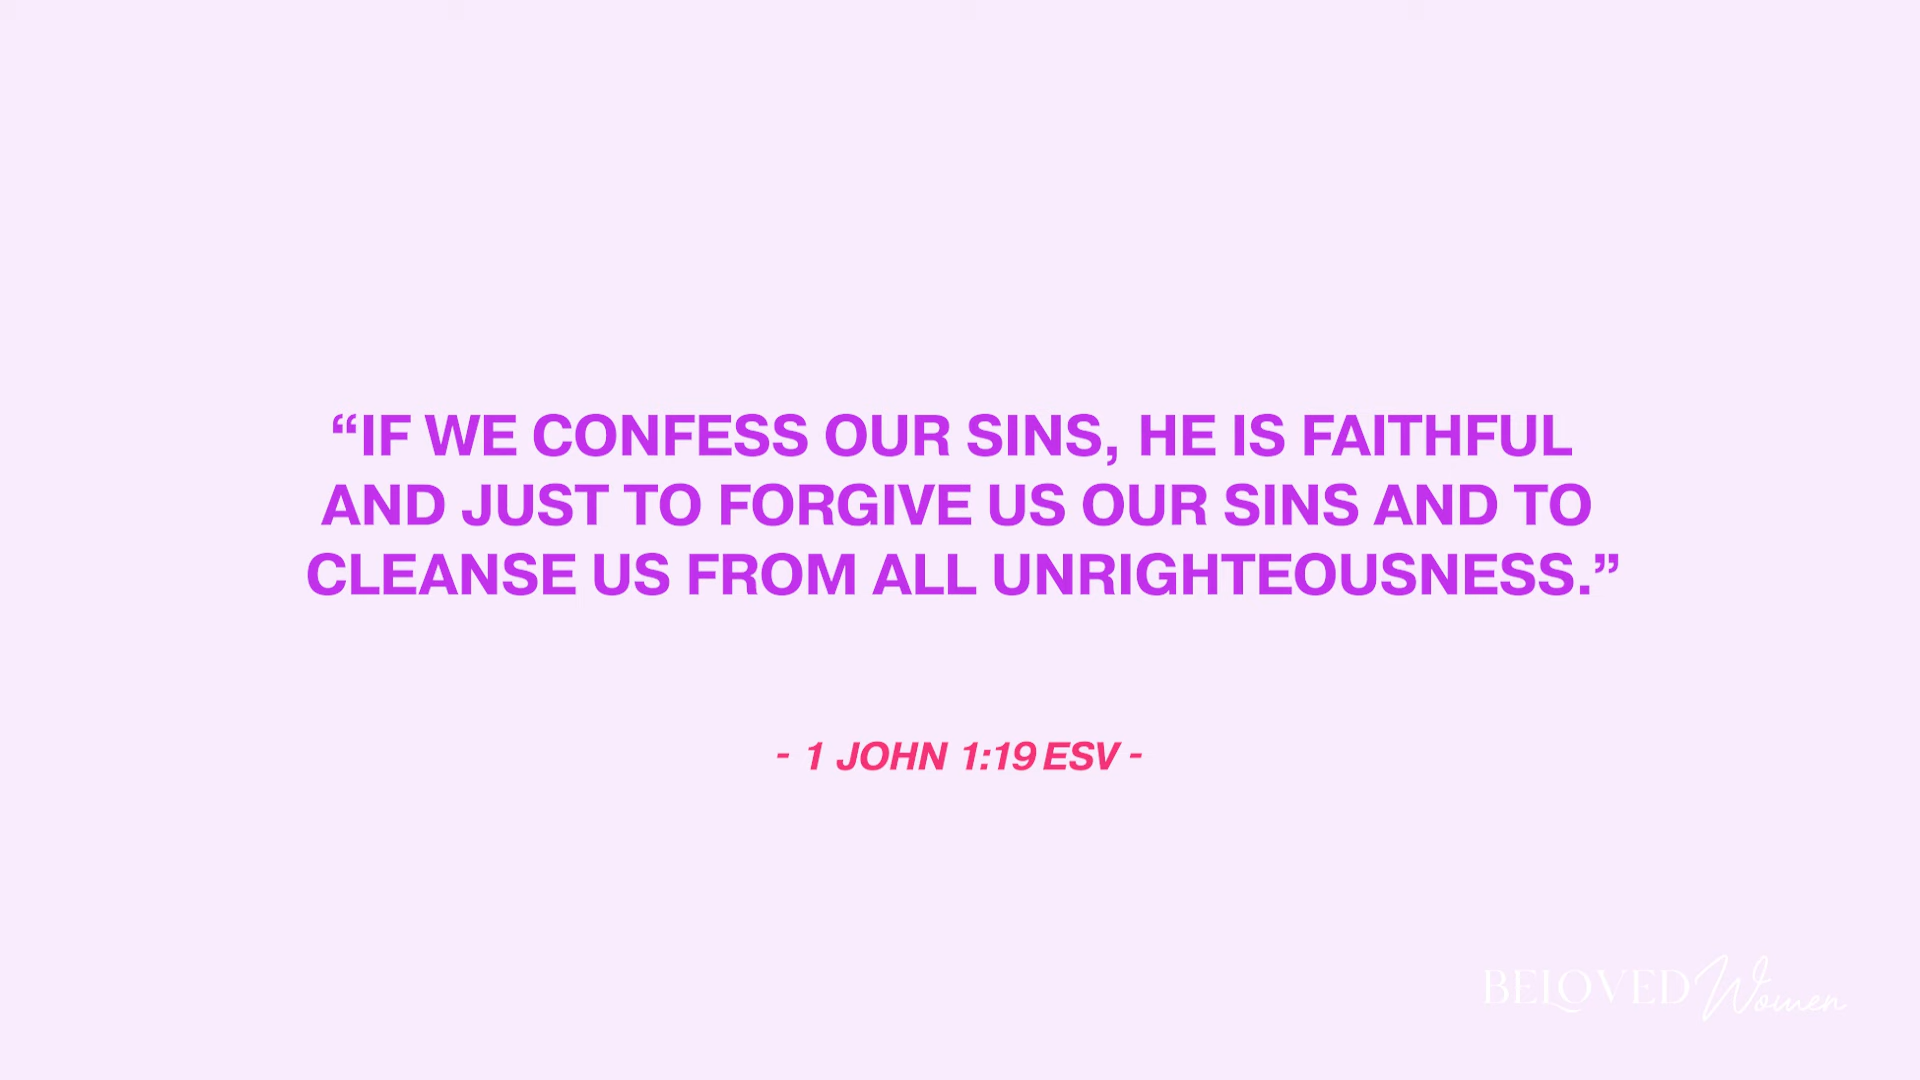 “IF WE CONFESS OUR SINS, HE IS FAITHFUL
AND JUST TO FORGIVE US OUR SINS AND TO
CLEANSE US FROM ALL UNRIGHTEOUSNESS.”
- 1 JOHN 1:19 ESV -
BELOVED Women